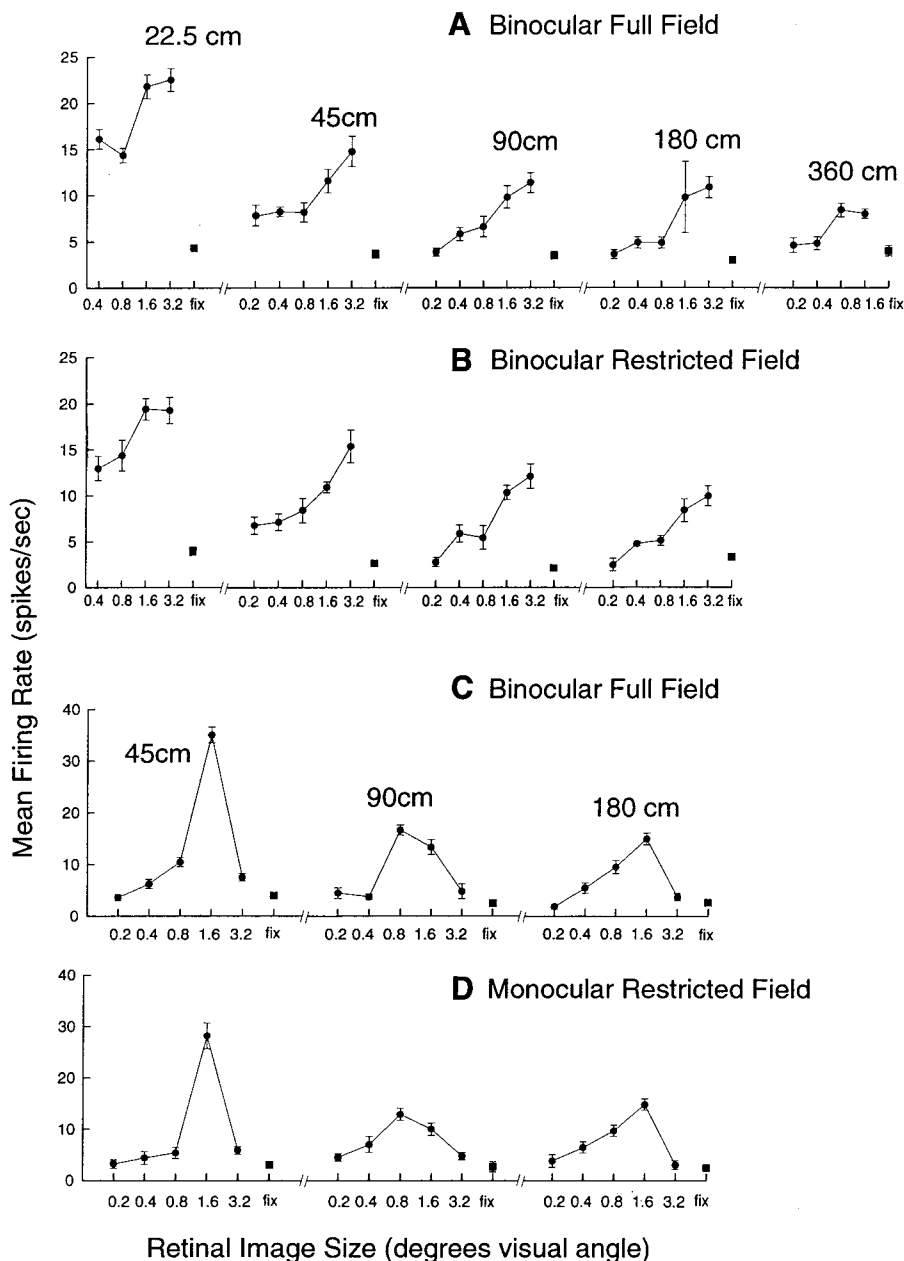 A Binocular Full Field
22.5 cm
45cm
90cm
180 cm
360 cm
25
20
15
10
5
0
0.4 0.8 1.6 3.2 fix
0.2 0.4 0.8 1.6 3.2 fix
0.2 0.4 0.8 1.6 3.2 fix
0.2 0.4 0.8 1.6 3.2 fix
0.2 0.4 0.8 1.6 fix
B Binocular Restricted Field
25
20
15
10
5
0
0.4 0.8 1.6 3.2 fix
0.2 0.4 0.8 1.6 3.2 fix
0.2 0.4 0.8 1.6 3.2 fix
0.2 0.4 0.8 1.6 3.2 fix
Mean Firing Rate (spikes/sec)
C Binocular Full Field
45cm
90cm
180 cm
40
30
20
10
0
0.2 0.4 0.8 1.6 3.2 fix
0.2 0.4 0.8 1.6 3.2 fix
0.2 0.4 0.8 1.6 3.2 fix
D Monocular Restricted Field
40
30
20
10
0
0.2 0.4 0.8 1.6 3.2 fix
0.2 0.4 0.8 1.6 3.2 fix
0.2 0.4 0.8 1.6 3.2 fix
Retinal Image Size (degrees visual angle)